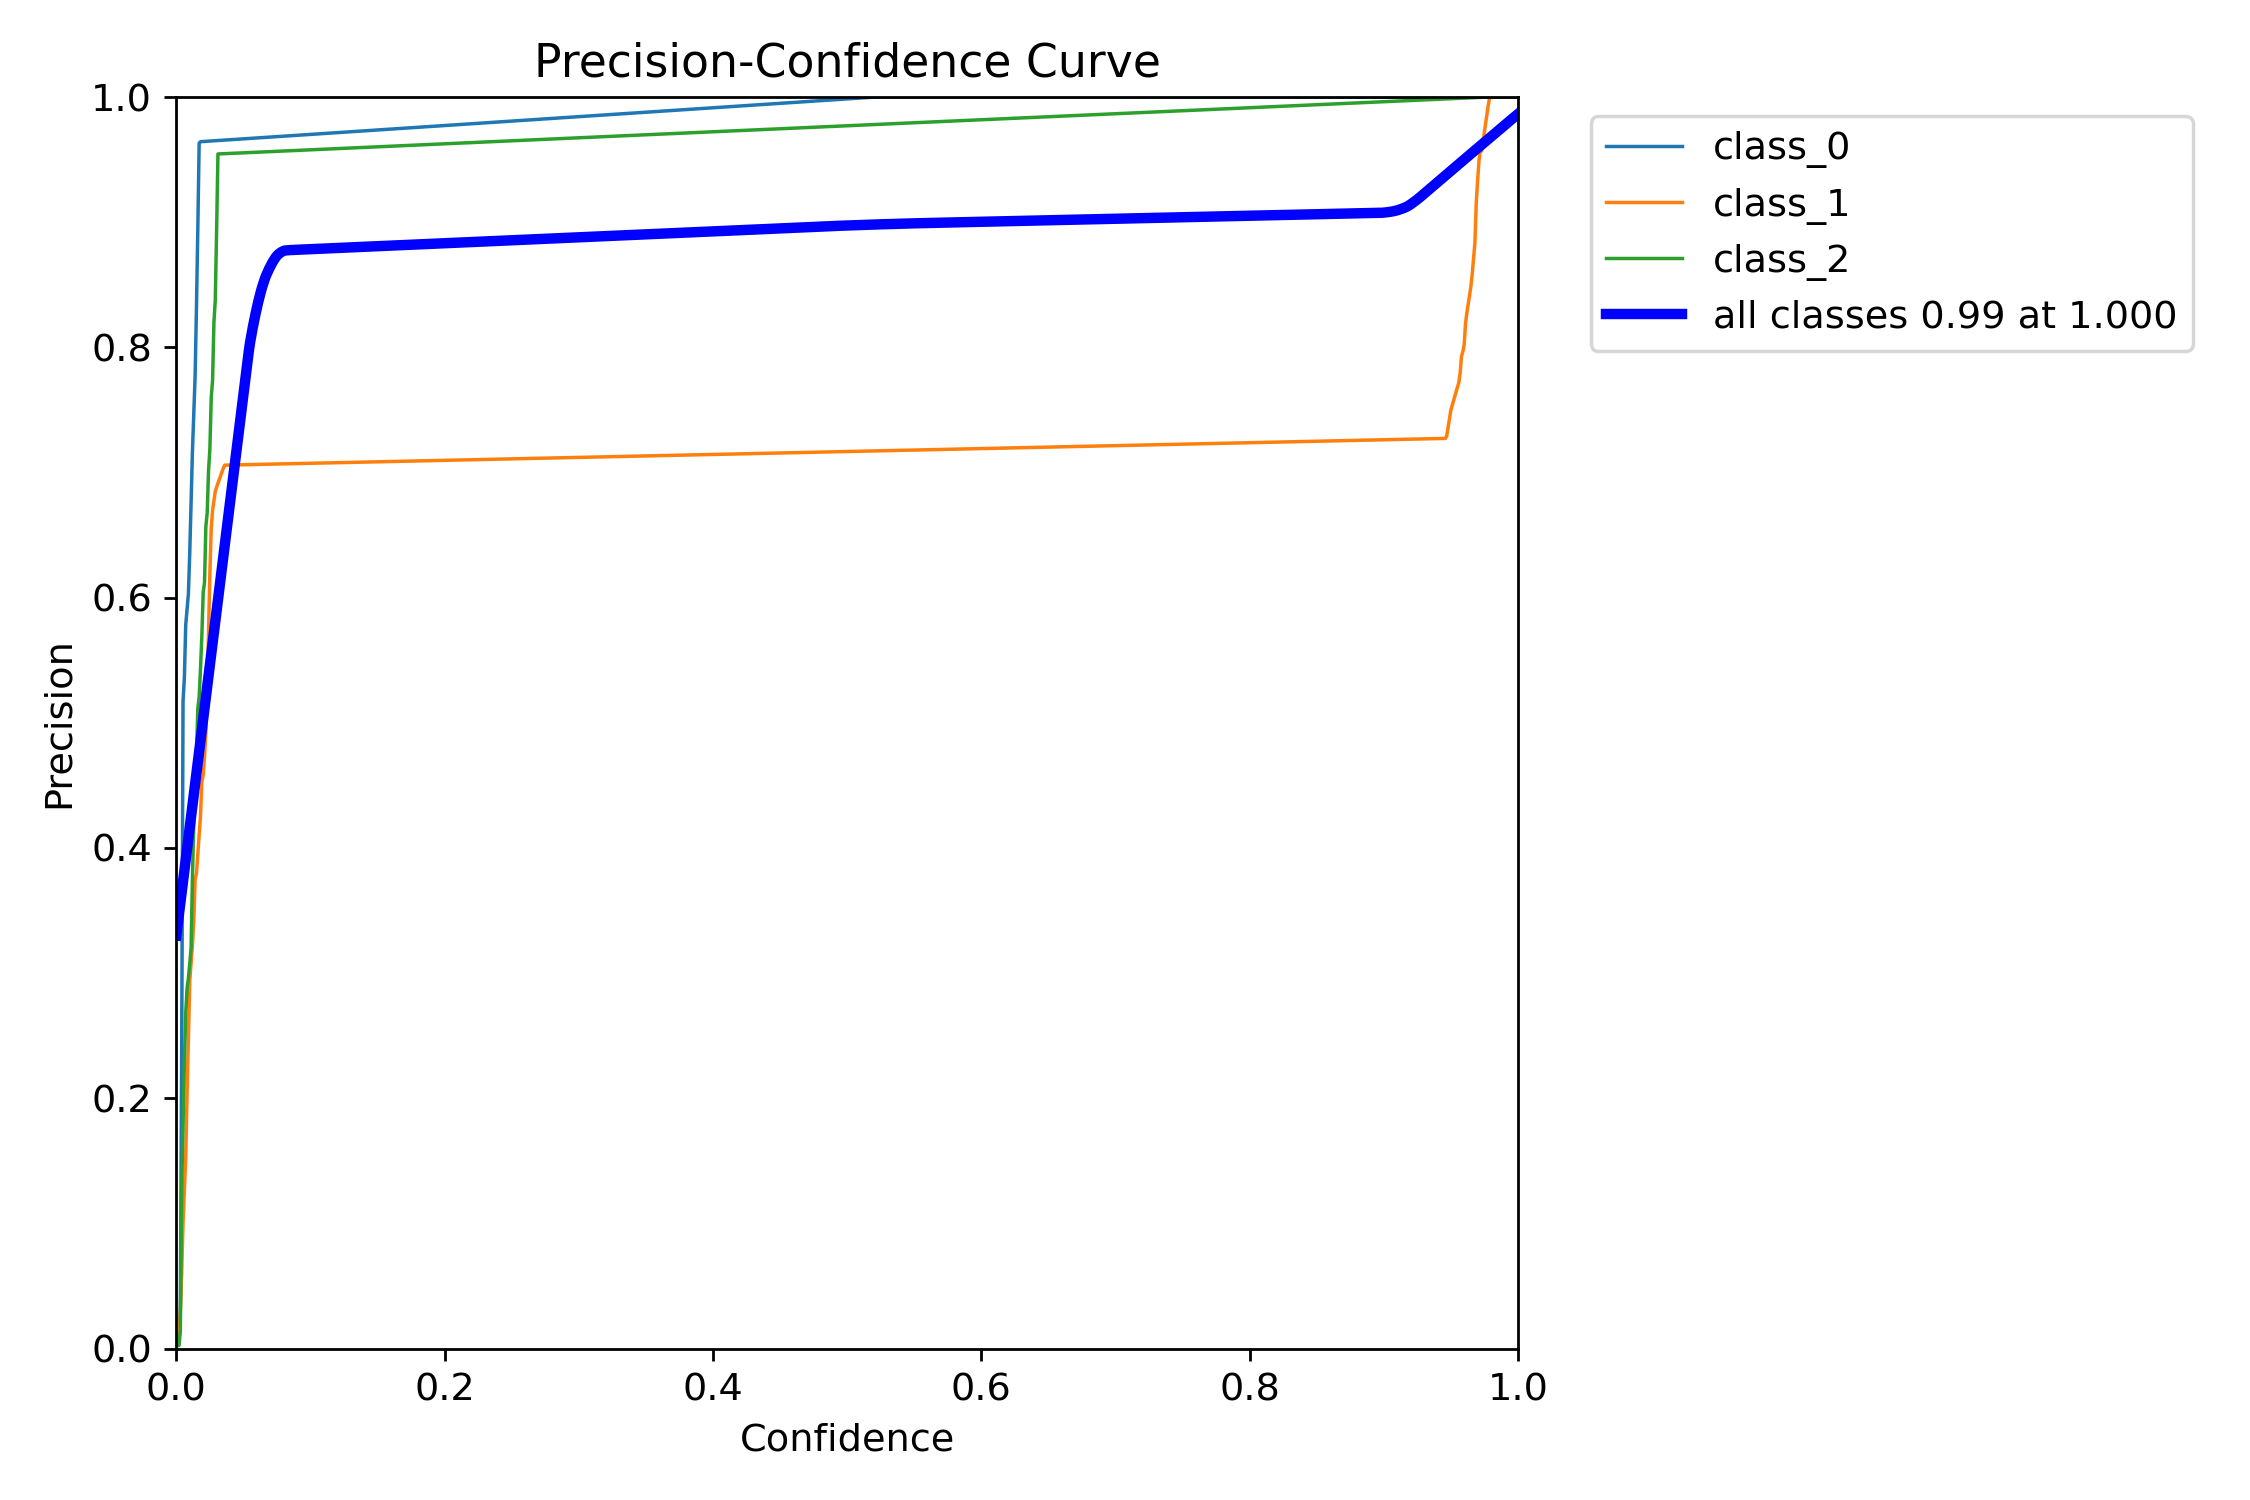 Precision-Confidence Curve
1.0
0.8
0.6
0.4
0.2
0.0
Precision
0.0 0.2 0.4 0.6 0.8 1.0
Confidence
class_0
class_1
class_2
all classes 0.99 at 1.000